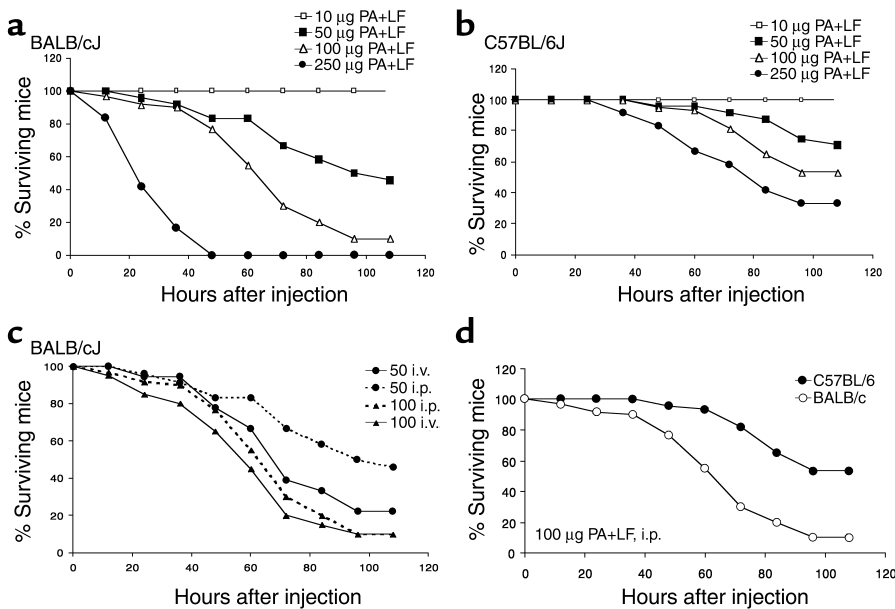 a
BALB/cJ
10 µg PA+LF
50 µg PA+LF
100 µg PA+LF
250 µg PA+LF
120
100
80
60
40
20
0
% Surviving mice
0 20 40 60 80 100 120
Hours after injection
b
C57BL/6J
10 µg PA+LF
50 µg PA+LF
100 µg PA+LF
250 µg PA+LF
120
100
80
60
40
20
0
% Surviving mice
0 20 40 60 80 100 120
Hours after injection
c
BALB/cJ
50 i.v.
50 i.p.
100 i.p.
100 i.v.
100
80
60
40
20
0
% Surviving mice
0 20 40 60 80 100 120
Hours after injection
d
C57BL/6
BALB/c
120
100
80
60
40
20
0
% Surviving mice
100 µg PA+LF, i.p.
0 20 40 60 80 100 120
Hours after injection